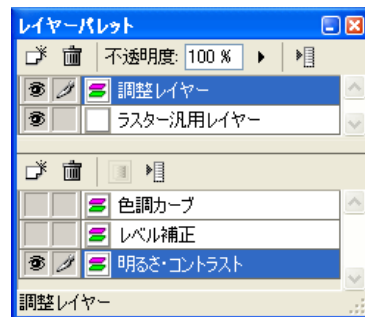 レイヤーパレット
不透明度: 100 %
調整レイヤー
ラスター汎用レイヤー
色調カーブ
レベル補正
明るさ・コントラスト
調整レイヤー